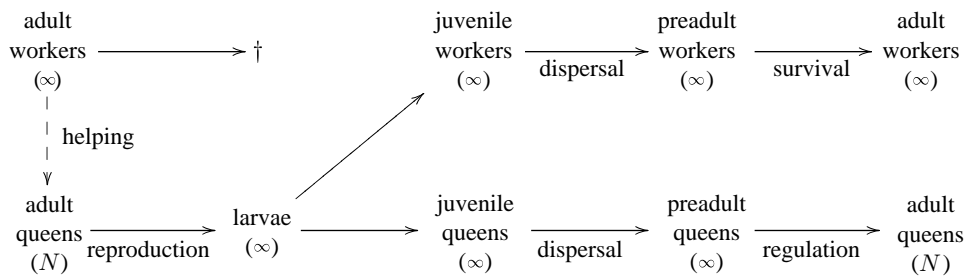 adult
workers
(∞)
†
juvenile
workers
(∞)
dispersal
preadult
workers
(∞)
survival
adult
workers
(∞)
helping
adult
queens
(N)
reproduction
larvae
(∞)
juvenile
queens
(∞)
dispersal
preadult
queens
(∞)
regulation
adult
queens
(N)